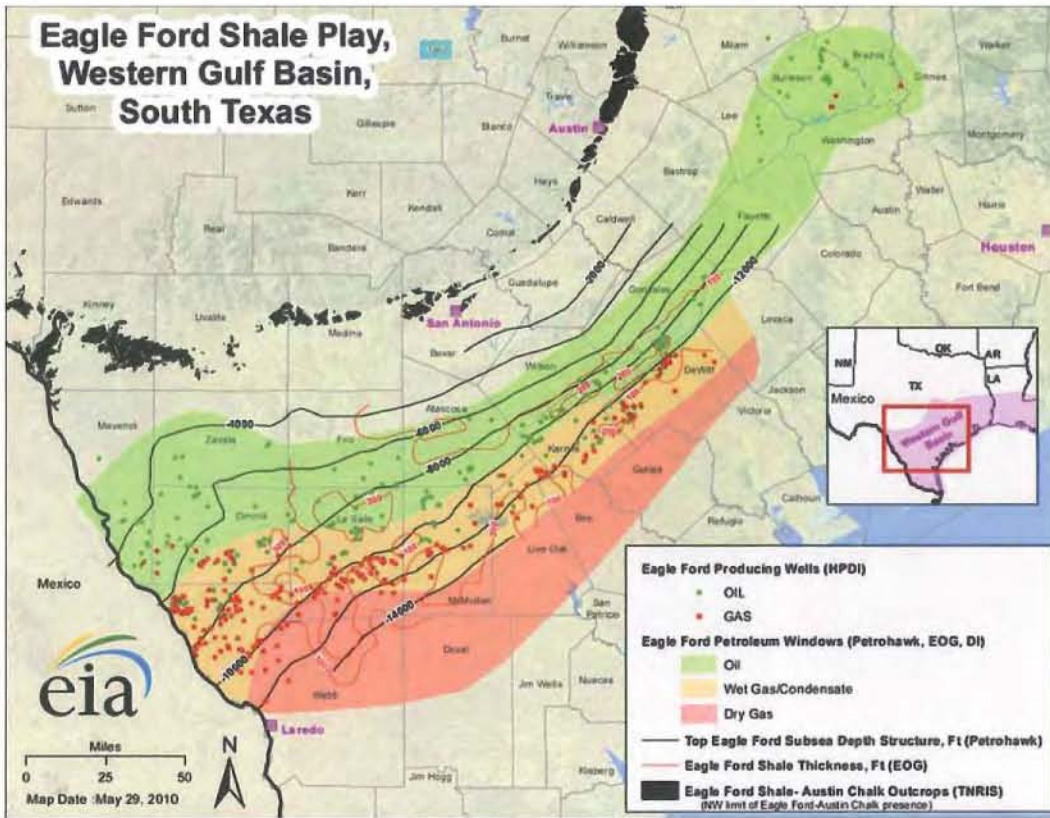 Eagle Ford Shale Play,
Western Gulf Basin,
South Texas
Burnet
Williamson
Milam
Brazos
Grimes
Walker
Burleson
Sutton
Gillespie
Blanco
Travis
Austin
Lee
Washington
Montgomery
Edwards
Kerr
Hays
Bastrop
Waller
Harris
Real
Kendall
Comal
Caldwell
Fayette
Austin
Houston
Bandera
-2000
-12000
Colorado
Guadalupe
Gonzales
100
Fort Bend
Kinney
Uvalde
Medina
San Antonio
Bexar
Lavaca
Wilson
200
DeWitt
Jackson
Victoria
Maverick
Zavala
-4000
Frio
Atascosa
-6000
-8000
Karnes
Goliad
Calhoun
Refugio
Dimmit
La Salle
Bee
Live Oak
Mexico
McMullen
-14000
San
Patricio
-10000
Duval
Webb
Jim Wells
Nueces
Laredo
Jim Hogg
Kleberg
NM
OK
AR
TX
LA
Mexico
Western Gulf
Basin
eia
Miles
0 25 50
N
Map Date :May 29, 2010
Eagle Ford Producing Wells (HPDI)
OIL
GAS
Eagle Ford Petroleum Windows (Petrohawk, EOG, DI)
Oil
Wet Gas/Condensate
Dry Gas
Top Eagle Ford Subsea Depth Structure, Ft (Petrohawk)
Eagle Ford Shale Thickness, Ft (EOG)
Eagle Ford Shale- Austin Chalk Outcrops (TNRIS)
(NW limit of Eagle Ford-Austin Chalk presence)